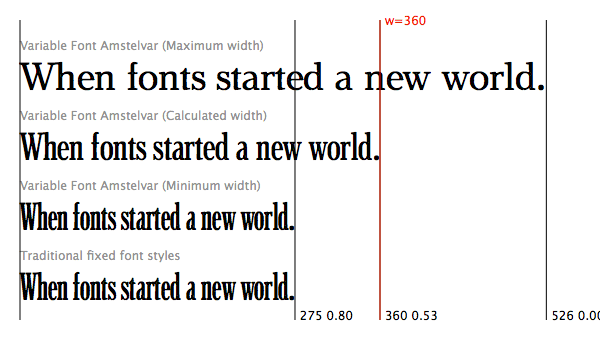 w=360
Variable Font Amstelvar (Maximum width)
When fonts started a new world.
Variable Font Amstelvar (Calculated width)
When fonts started a new world.
Variable Font Amstelvar (Minimum width)
When fonts started a new world.
Traditional fixed font styles
When fonts started a new world.
275 0.80 360 0.53 526 0.00